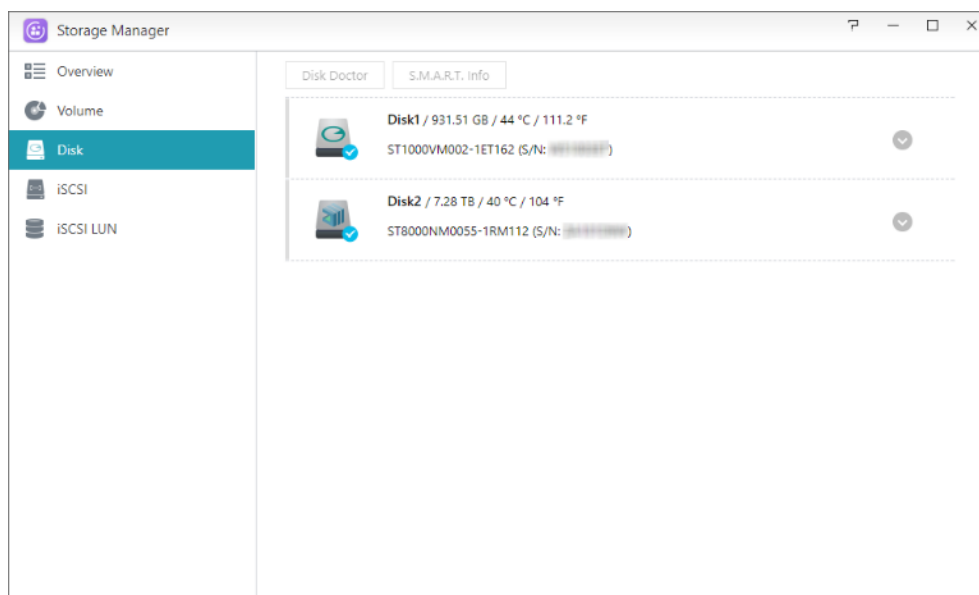 Storage Manager
Overview
Volume
Disk
iSCSI
iSCSI LUN
Disk Doctor
S.M.A.R.T. Info
Disk1 / 931.51 GB / 44 °C / 111.2 °F
ST1000VM002-1ET162 (S/N: )
Disk2 / 7.28 TB / 40 °C / 104 °F
ST8000NM0055-1RM112 (S/N: )